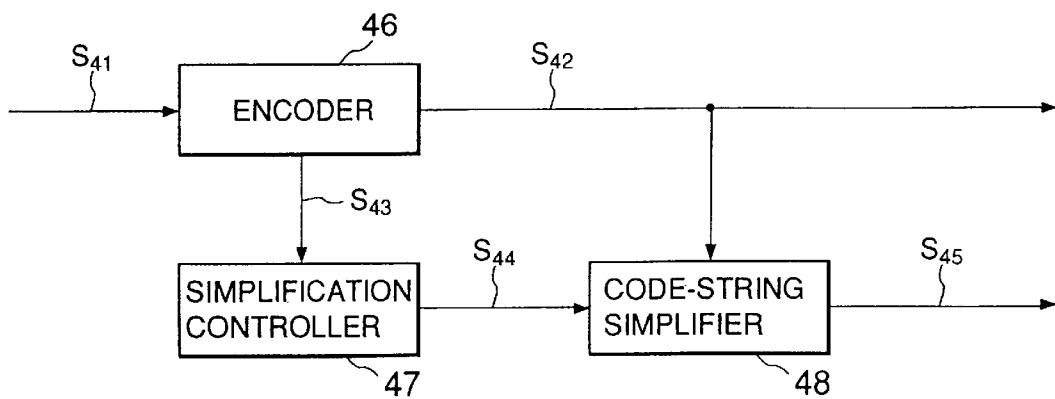 46
S41
S42
ENCODER
S43
S44
S45
SIMPLIFICATION
CONTROLLER
CODE-STRING
SIMPLIFIER
47
48